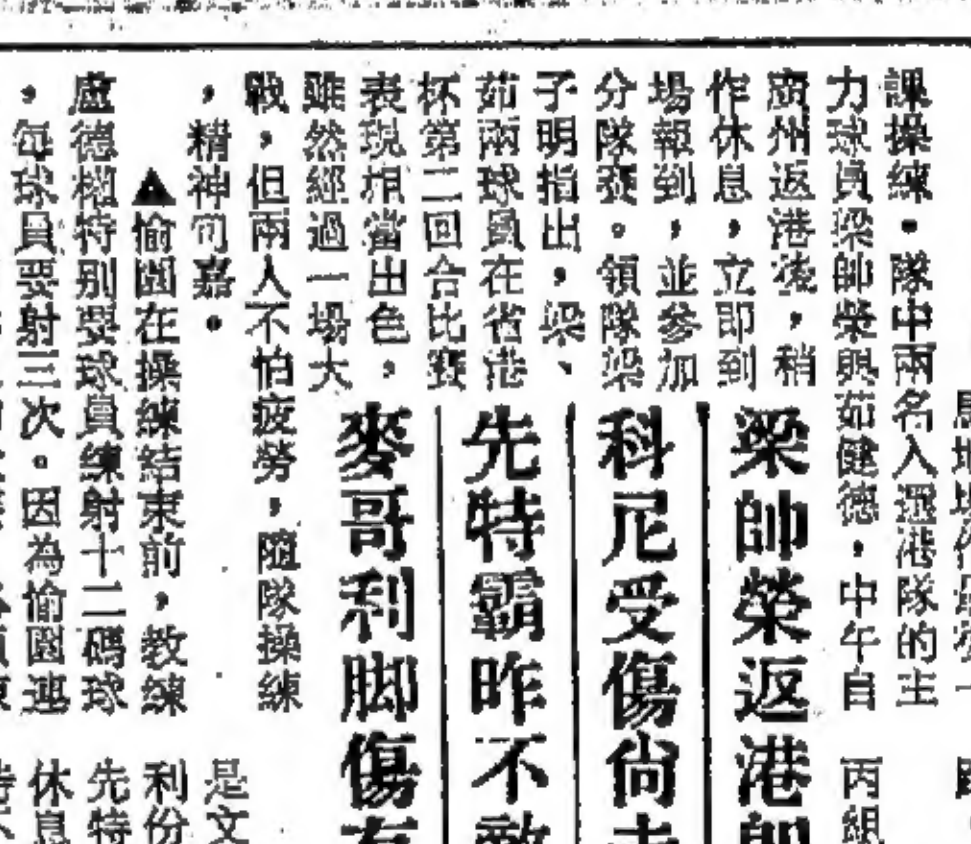 課操練。隊中兩名入選港隊的主
力球員梁帥榮與茹健德,中午自
廣州返港後,稍
作休息,立即到
場報到,並參加
分隊賽。領隊梁
子明指出,梁、
茹兩球員在省港
杯第二回合比賽
表現相當出色,
雖然經過一場大
戰,但兩人不怕疲勞,隨隊操練
,精神可嘉。
▲愉園在操練結束前,教練
盧德權特别要球員練射十二碼球
,每球員要射三次。因為愉園連
梁帥榮返港
科尼受傷尙
先特霸昨不敵
麥哥利脚傷
丙組
是文
利份
先特
休息